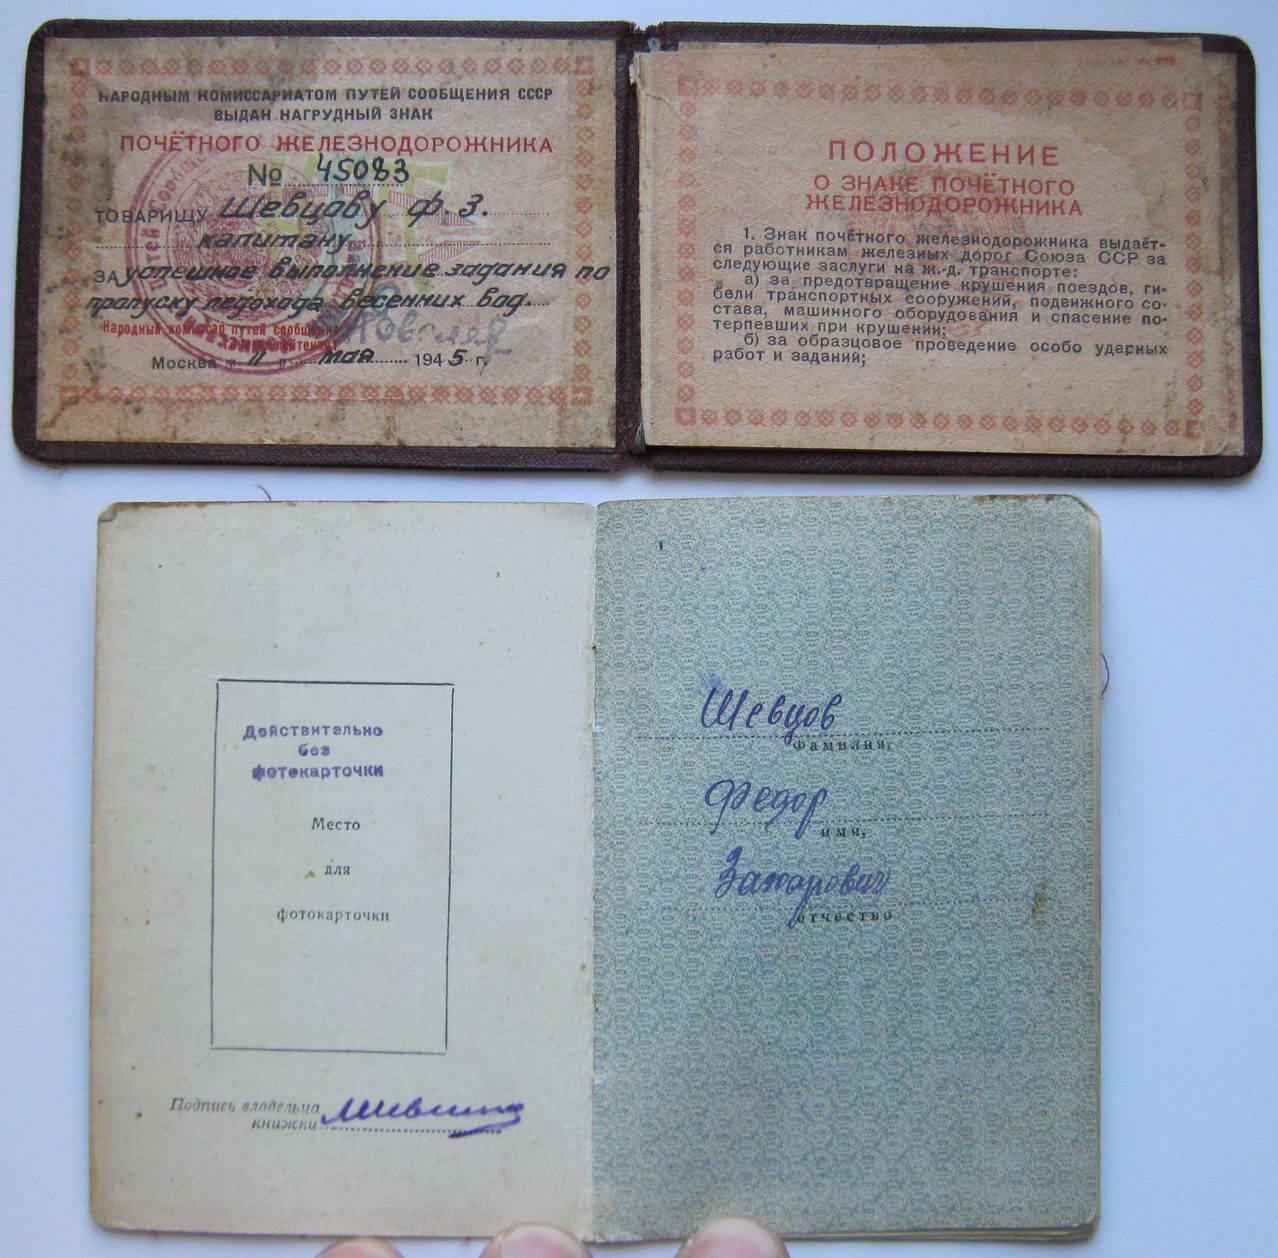 НАРОДНЫМ КОМИССАРИАТОМ ПУТЕЙ СООБЩЕНИЯ СССР
ВЫДАН НАГРУДНЫЙ ЗНАК
ПОЧЁТНОГО ЖЕЛЕЗНОДОРОЖНИКА
№ 45083
ТОВАРИЩУ Шевцову Ф. З.
капитану
ЗА успешное выполнение задания по
пропуску ледохода весенних вод.
Народный комиссар путей сообщения
Генерал-лейтенант
Москва „11" мая 1945 г.
ПОЛОЖЕНИЕ
О ЗНАКЕ ПОЧЁТНОГО
ЖЕЛЕЗНОДОРОЖНИКА
1. Знак почётного железнодорожника выдаёт-
ся работникам железных дорог Союза ССР за
следующие заслуги на ж.-д. транспорте:
а) за предотвращение крушения поездов, ги-
бели транспортных сооружений, подвижного со-
става, машинного оборудования и спасение по-
терпевших при крушении;
б) за образцовое проведение особо ударных
работ и заданий;
Действительно
без
фотокарточки
Место
для
фотокарточки
Подпись владельца
книжки
Шевцов
Фамилия,
Федор
имя,
Захарович
отчество